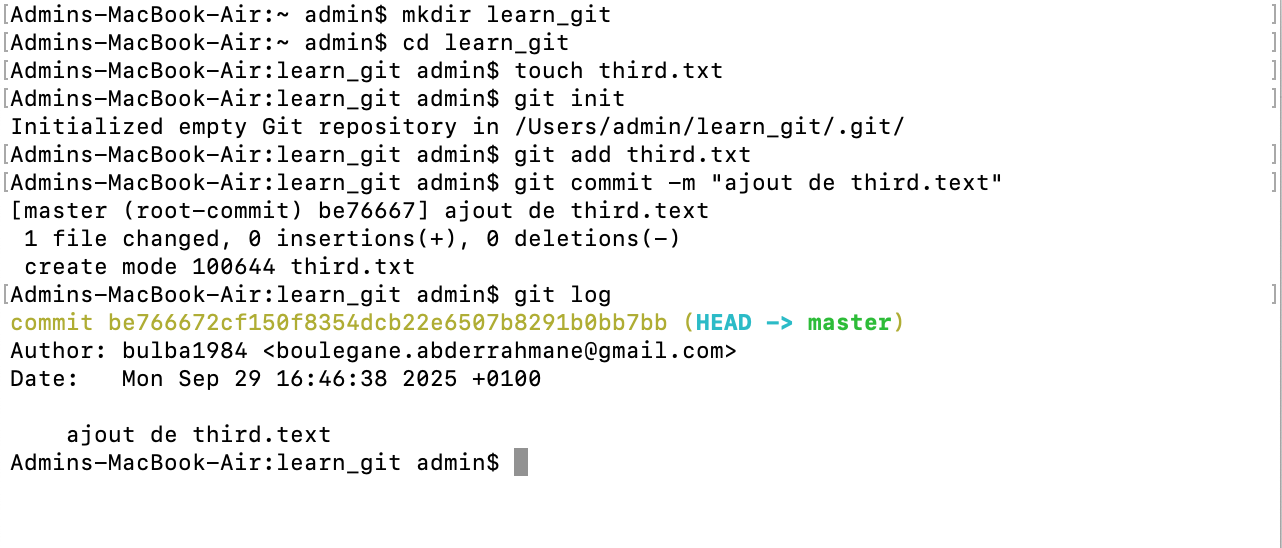 [Admins-MacBook-Air:~ admin$ mkdir learn_git ]
[Admins-MacBook-Air:~ admin$ cd learn_git ]
[Admins-MacBook-Air:learn_git admin$ touch third.txt ]
[Admins-MacBook-Air:learn_git admin$ git init ]
Initialized empty Git repository in /Users/admin/learn_git/.git/
[Admins-MacBook-Air:learn_git admin$ git add third.txt ]
[Admins-MacBook-Air:learn_git admin$ git commit -m "ajout de third.text" ]
[master (root-commit) be76667] ajout de third.text
 1 file changed, 0 insertions(+), 0 deletions(-)
 create mode 100644 third.txt
[Admins-MacBook-Air:learn_git admin$ git log ]
commit be766672cf150f8354dcb22e6507b8291b0bb7bb (HEAD -> master)
Author: bulba1984 <boulegane.abderrahmane@gmail.com>
Date:   Mon Sep 29 16:46:38 2025 +0100

    ajout de third.text
Admins-MacBook-Air:learn_git admin$